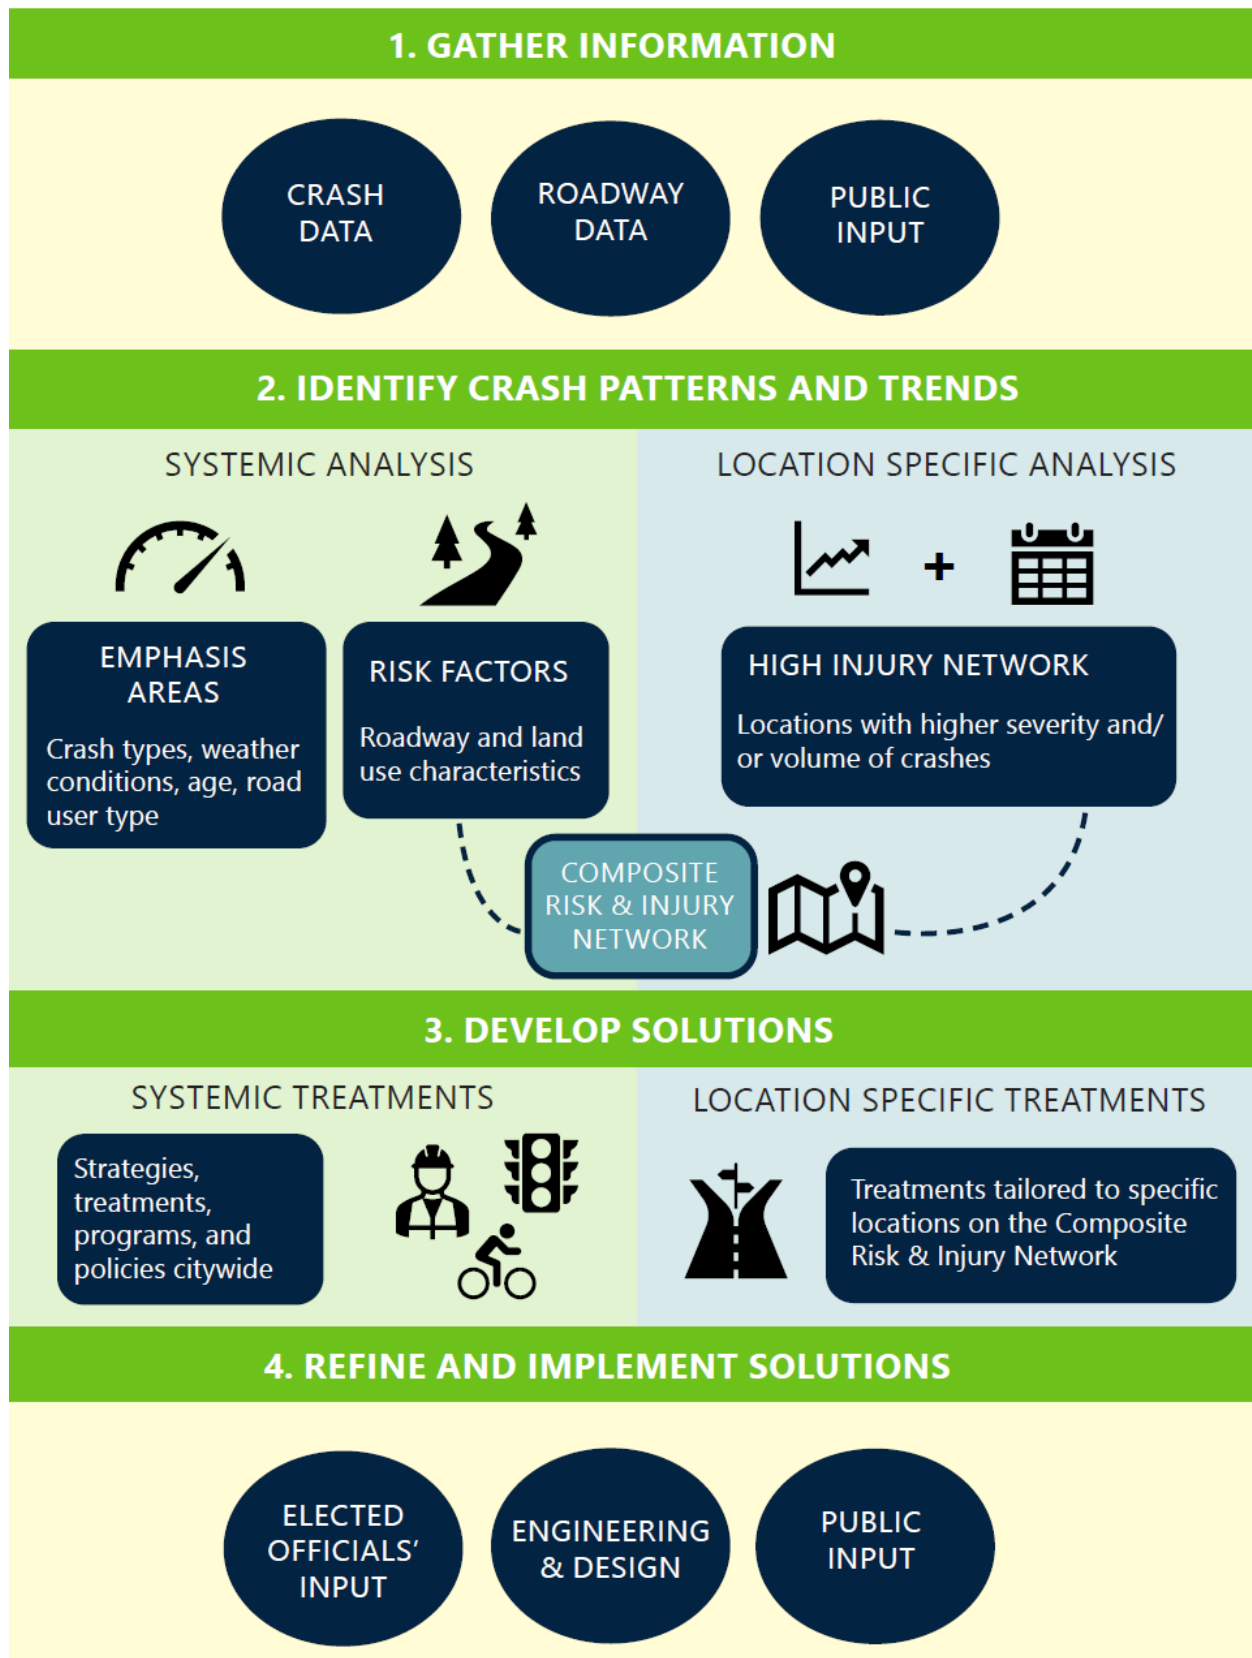 1. GATHER INFORMATION
CRASH
DATA
ROADWAY
DATA
PUBLIC
INPUT
2. IDENTIFY CRASH PATTERNS AND TRENDS
SYSTEMIC ANALYSIS
EMPHASIS
AREAS
Crash types, weather
conditions, age, road
user type
RISK FACTORS
Roadway and land
use characteristics
LOCATION SPECIFIC ANALYSIS
+
HIGH INJURY NETWORK
Locations with higher severity and/
or volume of crashes
COMPOSITE
RISK & INJURY
NETWORK
3. DEVELOP SOLUTIONS
SYSTEMIC TREATMENTS
Strategies,
treatments,
programs, and
policies citywide
LOCATION SPECIFIC TREATMENTS
Treatments tailored to specific
locations on the Composite
Risk & Injury Network
4. REFINE AND IMPLEMENT SOLUTIONS
ELECTED
OFFICIALS’
INPUT
ENGINEERING
& DESIGN
PUBLIC
INPUT